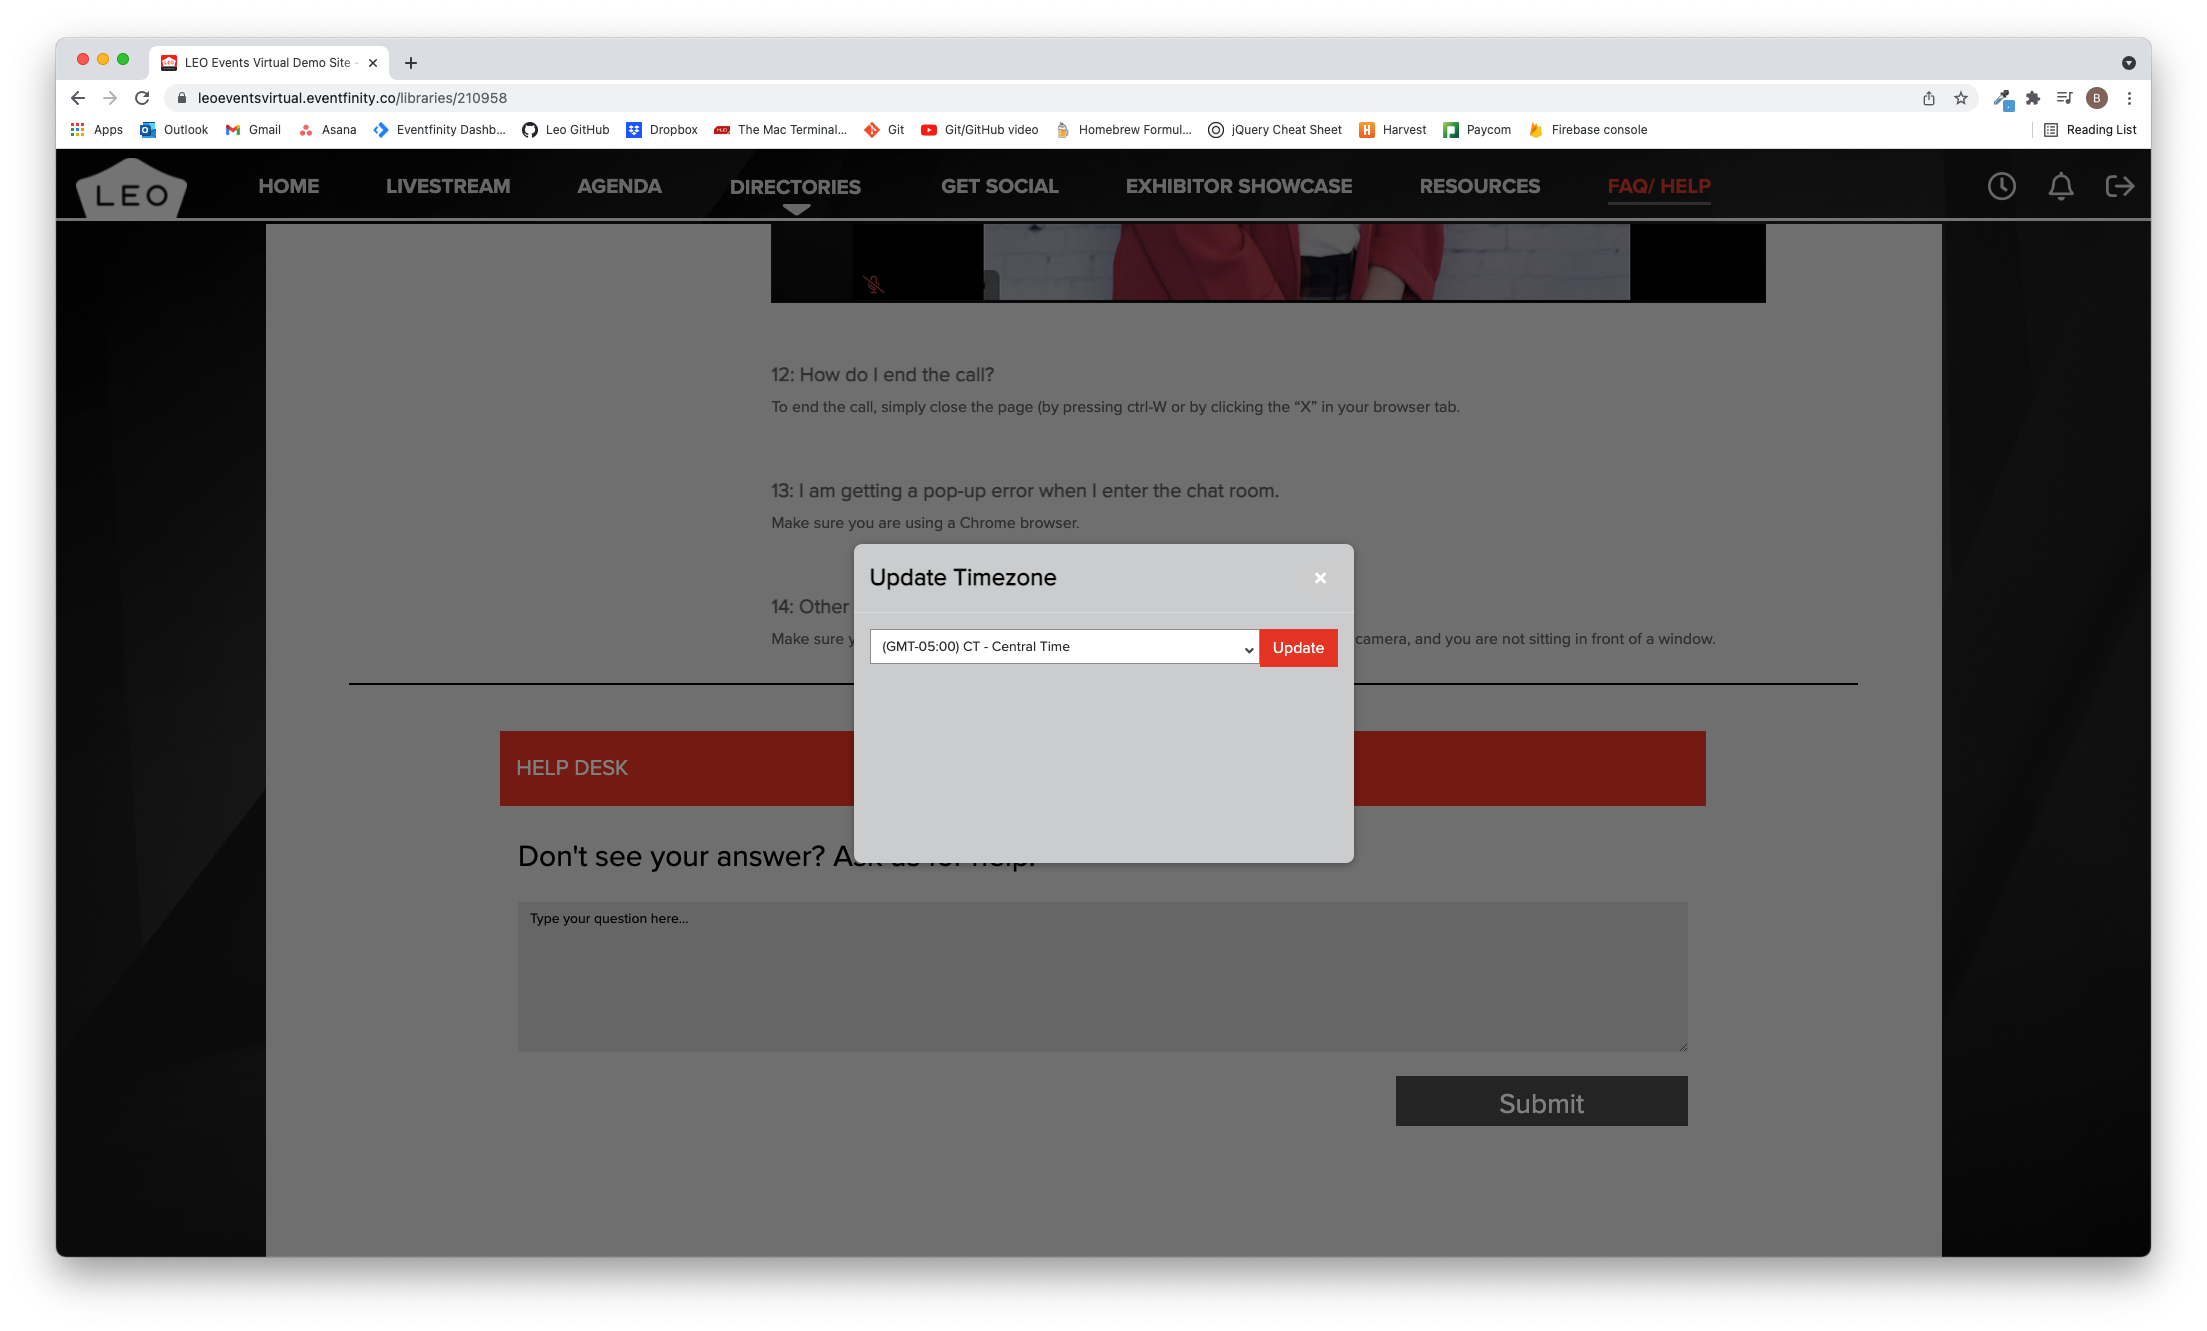 LEO Events Virtual Demo Site -
leoeventsvirtual.eventfinity.co/libraries/210958
B
Apps Outlook Gmail Asana Eventfinity Dashb... Leo GitHub Dropbox The Mac Terminal... Git Git/GitHub video Homebrew Formul... jQuery Cheat Sheet Harvest Paycom Firebase console Reading List
LEO HOME LIVESTREAM AGENDA DIRECTORIES GET SOCIAL EXHIBITOR SHOWCASE RESOURCES FAQ/ HELP
12: How do I end the call?
To end the call, simply close the page (by pressing ctrl-W or by clicking the “X” in your browser tab.
13: I am getting a pop-up error when I enter the chat room.
Make sure you are using a Chrome browser.
Update Timezone
14: Other
Make sure
camera, and you are not sitting in front of a window.
(GMT-05:00) CT - Central Time
Update
HELP DESK
Don't see your answer? Ask us for help.
Type your question here...
Submit